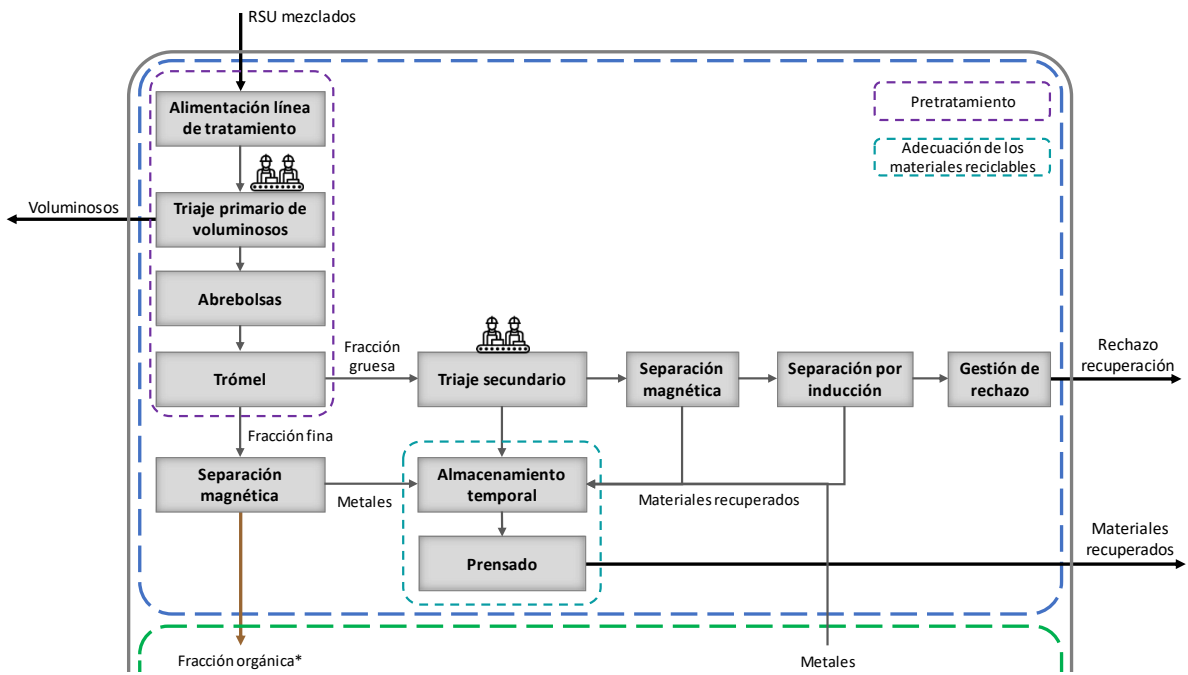 RSU mezclados
Alimentación línea
de tratamiento
Pretratamiento
Adecuación de los
materiales reciclables
Voluminosos
Triaje primario de
voluminosos
Abrebolsas
Trómel
Fracción
gruesa
Triaje secundario
Separación
magnética
Separación por
inducción
Gestión de
rechazo
Rechazo
recuperación
Fracción fina
Separación
magnética
Metales
Almacenamiento
temporal
Materiales recuperados
Prensado
Materiales
recuperados
Fracción orgánica*
Metales